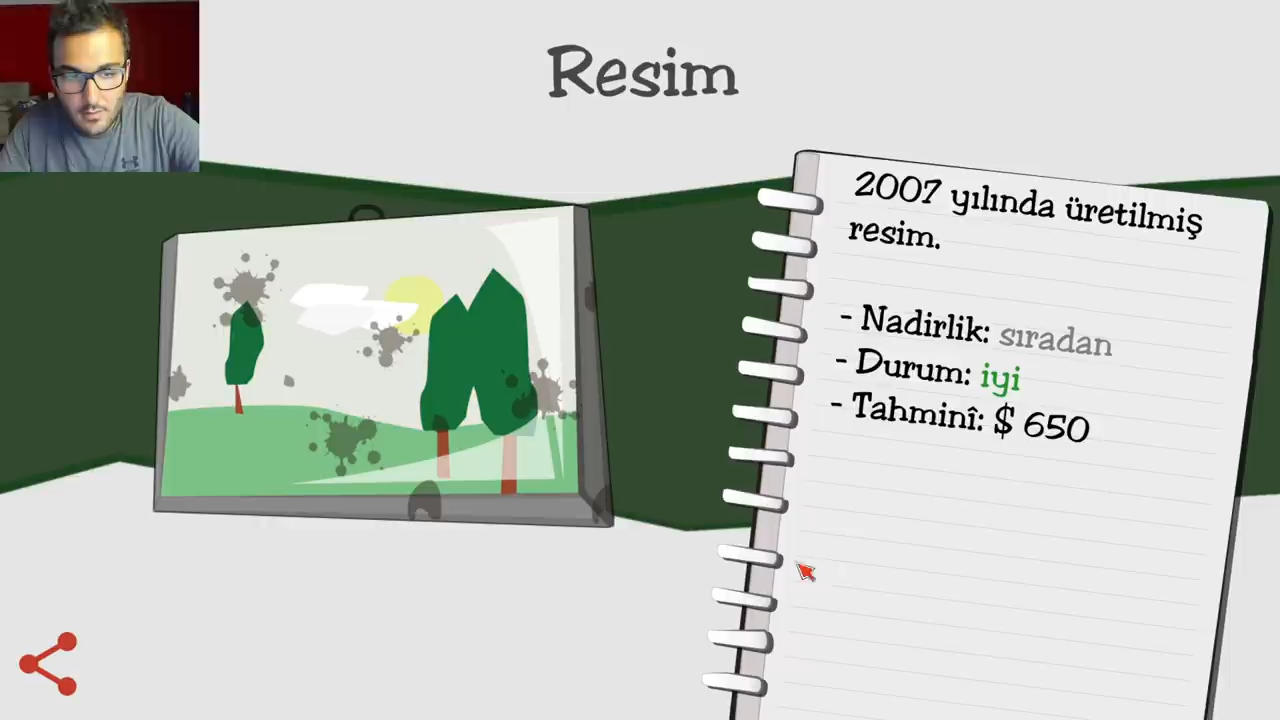 Resim
2007 yılında üretilmiş
resim.
- Nadirlik: sıradan
- Durum: iyi
- Tahminî: $ 650